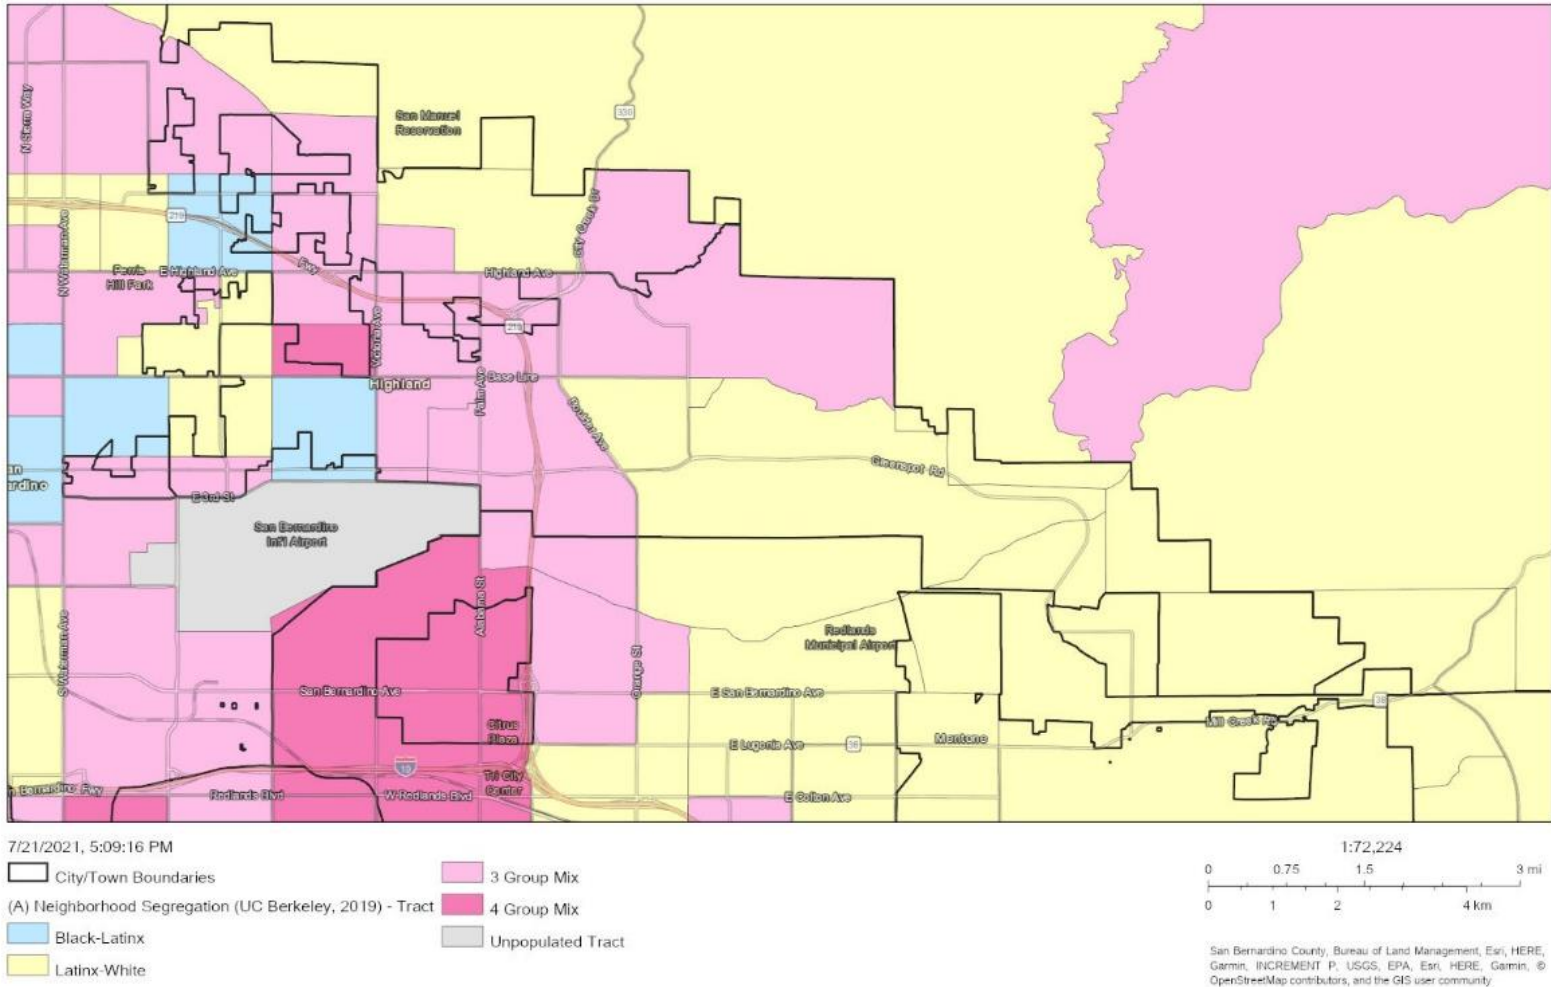 San Manuel
Reservation
330
N Sierra Way
City Creek Dr
210
N Waterman Ave
Perris
Hill Park
E Highland Ave
Fwy
Highland Ave
210
Victoria Ave
Highland
Base Line
Palm Ave
Boulder Ave
Greenspot Rd
an
ardino
E 3rd St
San Bernardino
Int'l Airport
S Waterman Ave
Alabama St
Orange St
Redlands
Municipal Airport
San Bernardino Ave
E San Bernardino Ave
38
Mill Creek Rd
Citrus
Plaza
E Lugonia Ave
38
Mentone
10
Tri City
Center
n Bernardino Fwy
Redlands Blvd
W Redlands Blvd
E Colton Ave
7/21/2021, 5:09:16 PM
City/Town Boundaries
(A) Neighborhood Segregation (UC Berkeley, 2019) - Tract
Black-Latinx
Latinx-White
3 Group Mix
4 Group Mix
Unpopulated Tract
1:72,224
0 0.75 1.5 3 mi
0 1 2 4 km
San Bernardino County, Bureau of Land Management, Esri, HERE,
Garmin, INCREMENT P, USGS, EPA, Esri, HERE, Garmin, ©
OpenStreetMap contributors, and the GIS user community